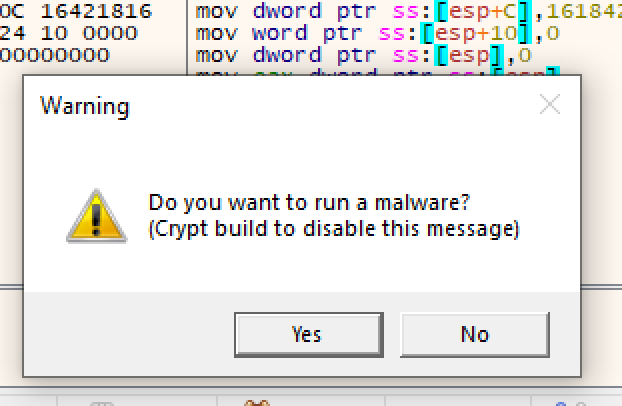 0C 16421816 mov dword ptr ss:[esp+C],161842
24 10 0000 mov word ptr ss:[esp+10],0
00000000 mov dword ptr ss:[esp],0
Warning
Do you want to run a malware?
(Crypt build to disable this message)
Yes No